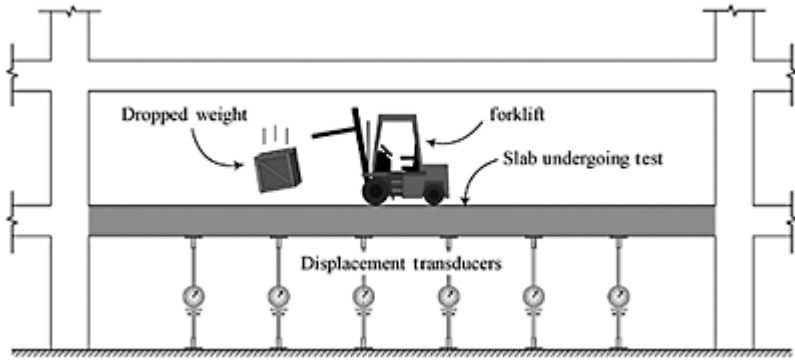 Dropped weight
forklift
Slab undergoing test
Displacement transducers